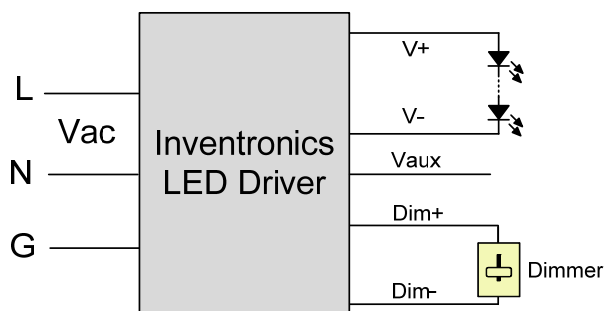 L
Vac
N
G
Inventronics
LED Driver
V+
V-
Vaux
Dim+
Dim-
Dimmer